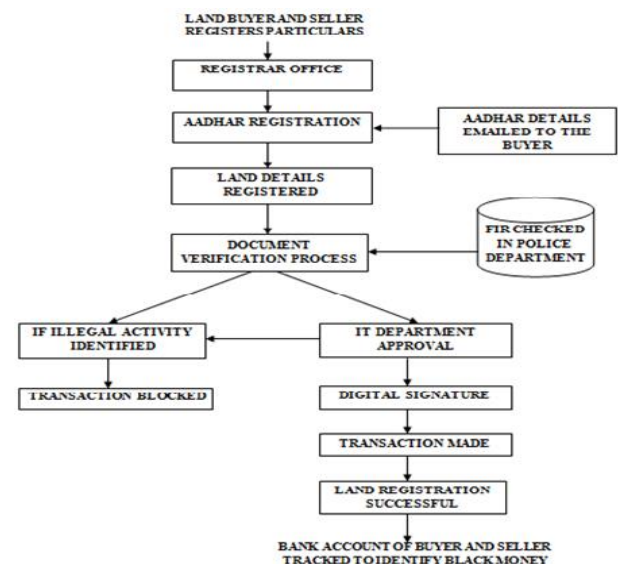 LAND BUYER AND SELLER
REGISTERS PARTICULARS
REGISTRAR OFFICE
AADHAR REGISTRATION
AADHAR DETAILS
EMAILED TO THE
BUYER
LAND DETAILS
REGISTERED
FIR CHECKED
IN POLICE
DEPARTMENT
DOCUMENT
VERIFICATION PROCESS
IF ILLEGAL ACTIVITY
IDENTIFIED
IT DEPARTMENT
APPROVAL
TRANSACTION BLOCKED
DIGITAL SIGNATURE
TRANSACTION MADE
LAND REGISTRATION
SUCCESSFUL
BANK ACCOUNT OF BUYER AND SELLER
TRACKED TO IDENTIFY BLACK MONEY